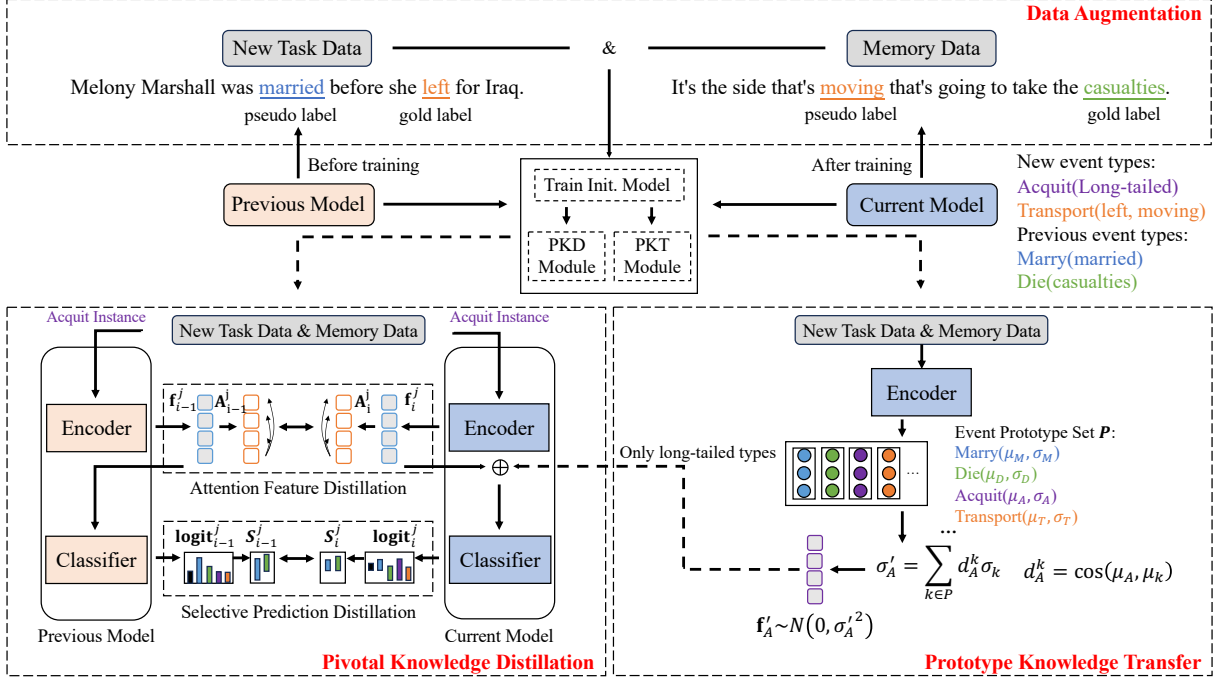 Data Augmentation
New Task Data
&
Memory Data
Melony Marshall was married before she left for Iraq.
It's the side that's moving that's going to take the casualties.
pseudo label
gold label
pseudo label
gold label
Before training
After training
Previous Model
Train Init. Model
PKD Module
PKT Module
Current Model
New event types:
Acquit(Long-tailed)
Transport(left, moving)
Previous event types:
Marry(married)
Die(casualties)
Acquit Instance
New Task Data & Memory Data
Acquit Instance
f_{i-1}^j
A_{i-1}^j
A_i^j
f_i^j
Encoder
Encoder
⊕
Attention Feature Distillation
logit_{i-1}^j
S_{i-1}^j
S_i^j
logit_i^j
Classifier
Classifier
Selective Prediction Distillation
Previous Model
Current Model
Pivotal Knowledge Distillation
New Task Data & Memory Data
Encoder
Only long-tailed types
...
Event Prototype Set P:
Marry(μ_M, σ_M)
Die(μ_D, σ_D)
Acquit(μ_A, σ_A)
Transport(μ_T, σ_T)
...
σ'_A = ∑_{k∈P} d_A^k σ_k
d_A^k = cos(μ_A, μ_k)
f'_A~N(0, σ'_A^2)
Prototype Knowledge Transfer